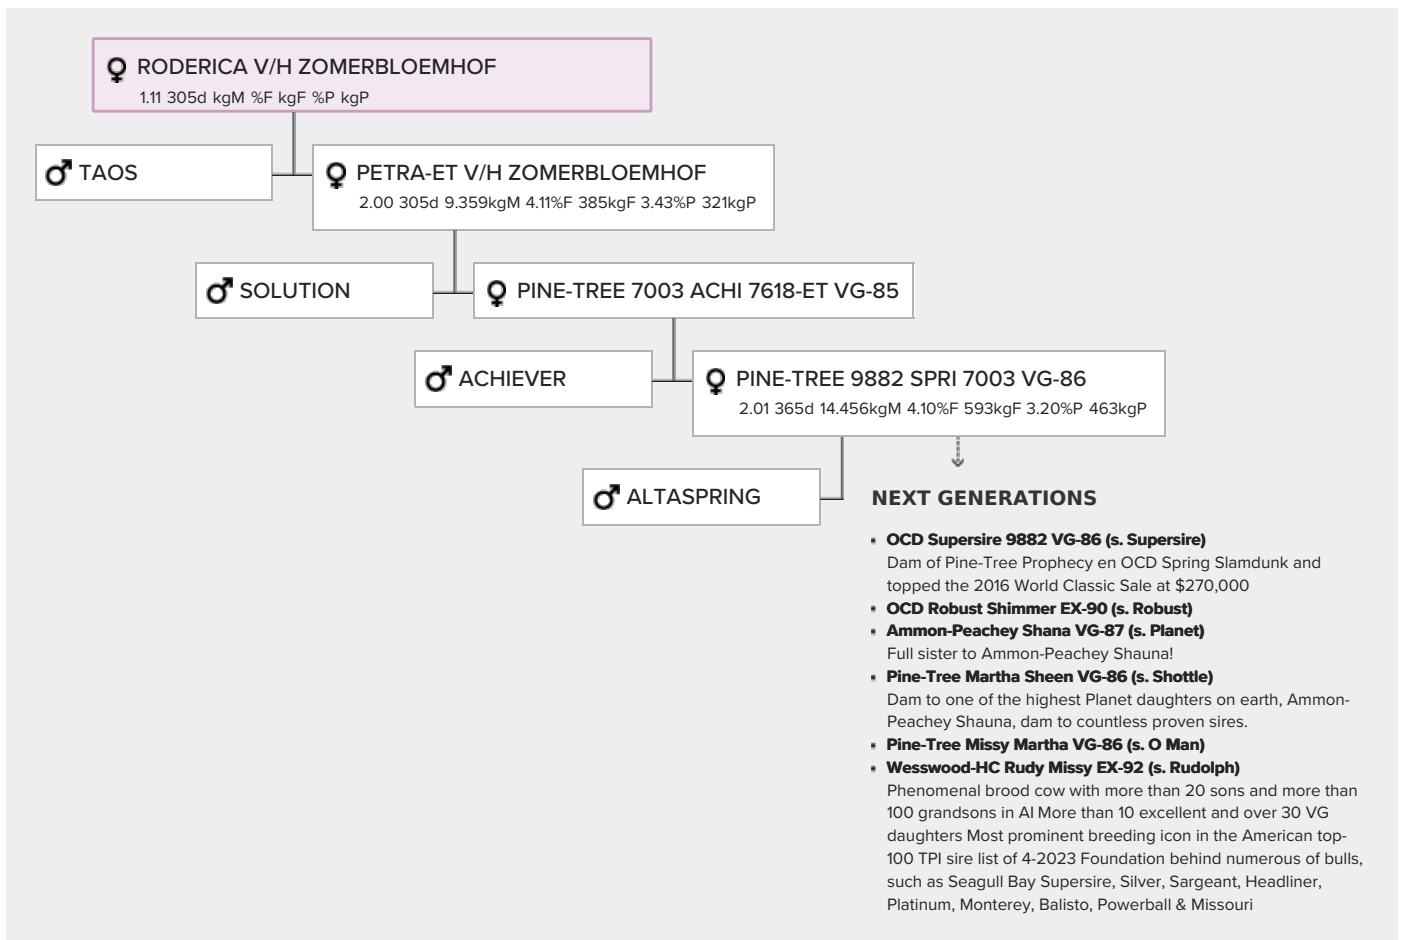 RODERICA V/H ZOMERBLOEMHOF
1.11 305d kgM %F kgF %P kgP
TAOS
PETRA-ET V/H ZOMERBLOEMHOF
2.00 305d 9.359kgM 4.11%F 385kgF 3.43%P 321kgP
SOLUTION
PINE-TREE 7003 ACHI 7618-ET VG-85
ACHIEVER
PINE-TREE 9882 SPRI 7003 VG-86
2.01 365d 14.456kgM 4.10%F 593kgF 3.20%P 463kgP
ALTASPRING
NEXT GENERATIONS
OCD Supersire 9882 VG-86 (s. Supersire)
Dam of Pine-Tree Prophecy en OCD Spring Slamdunk and
topped the 2016 World Classic Sale at $270,000
OCD Robust Shimmer EX-90 (s. Robust)
Ammon-Peachey Shana VG-87 (s. Planet)
Full sister to Ammon-Peachey Shauna!
Pine-Tree Martha Sheen VG-86 (s. Shottle)
Dam to one of the highest Planet daughters on earth, Ammon-
Peachey Shauna, dam to countless proven sires.
Pine-Tree Missy Martha VG-86 (s. O Man)
Wesswood-HC Rudy Missy EX-92 (s. Rudolph)
Phenomenal brood cow with more than 20 sons and more than
100 grandsons in AI More than 10 excellent and over 30 VG
daughters Most prominent breeding icon in the American top-
100 TPI sire list of 4-2023 Foundation behind numerous of bulls,
such as Seagull Bay Supersire, Silver, Sargeant, Headliner,
Platinum, Monterey, Balisto, Powerball & Missouri